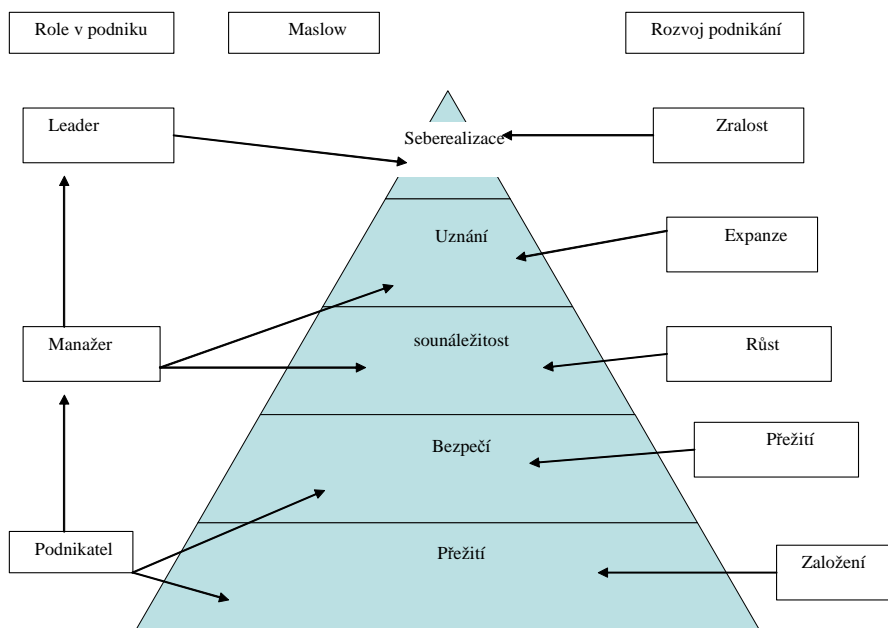 Role v podniku
Maslow
Rozvoj podnikání
Leader
Seberealizace
Zralost
Uznání
Expanze
Manažer
sounáležitost
Růst
Bezpečí
Přežití
Podnikatel
Přežití
Založení